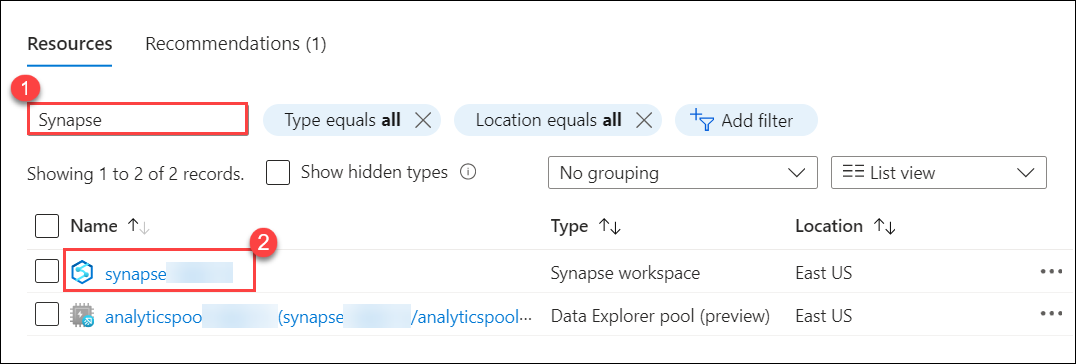 Resources Recommendations (1)
1
Synapse Type equals all Location equals all Add filter
Showing 1 to 2 of 2 records. Show hidden types No grouping List view
Name Type Location
2
synapse Synapse workspace East US
analyticspoo (synapse /analyticspool... Data Explorer pool (preview) East US